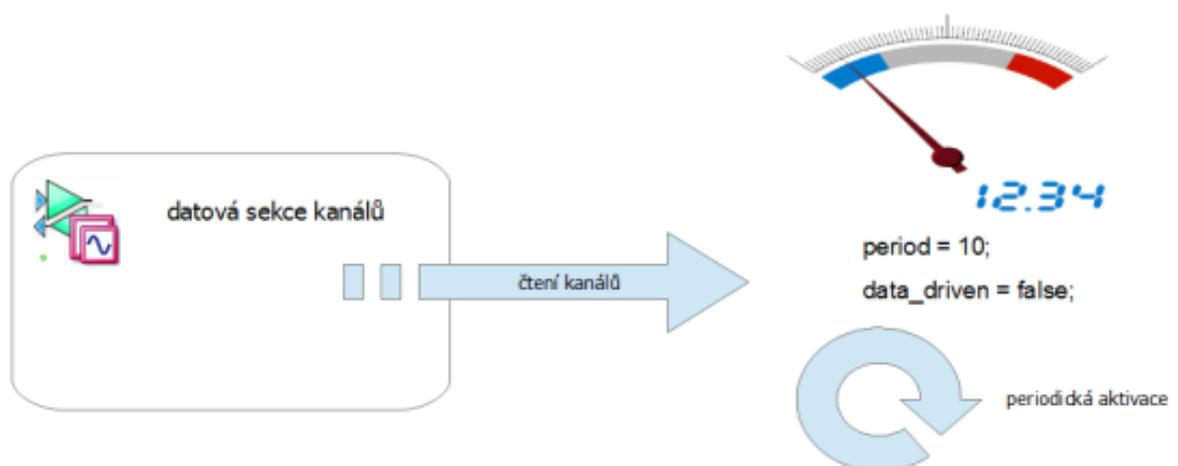 datová sekce kanálů
čtení kanálů
12.34
period = 10;
data_driven = false;
periodická aktivace